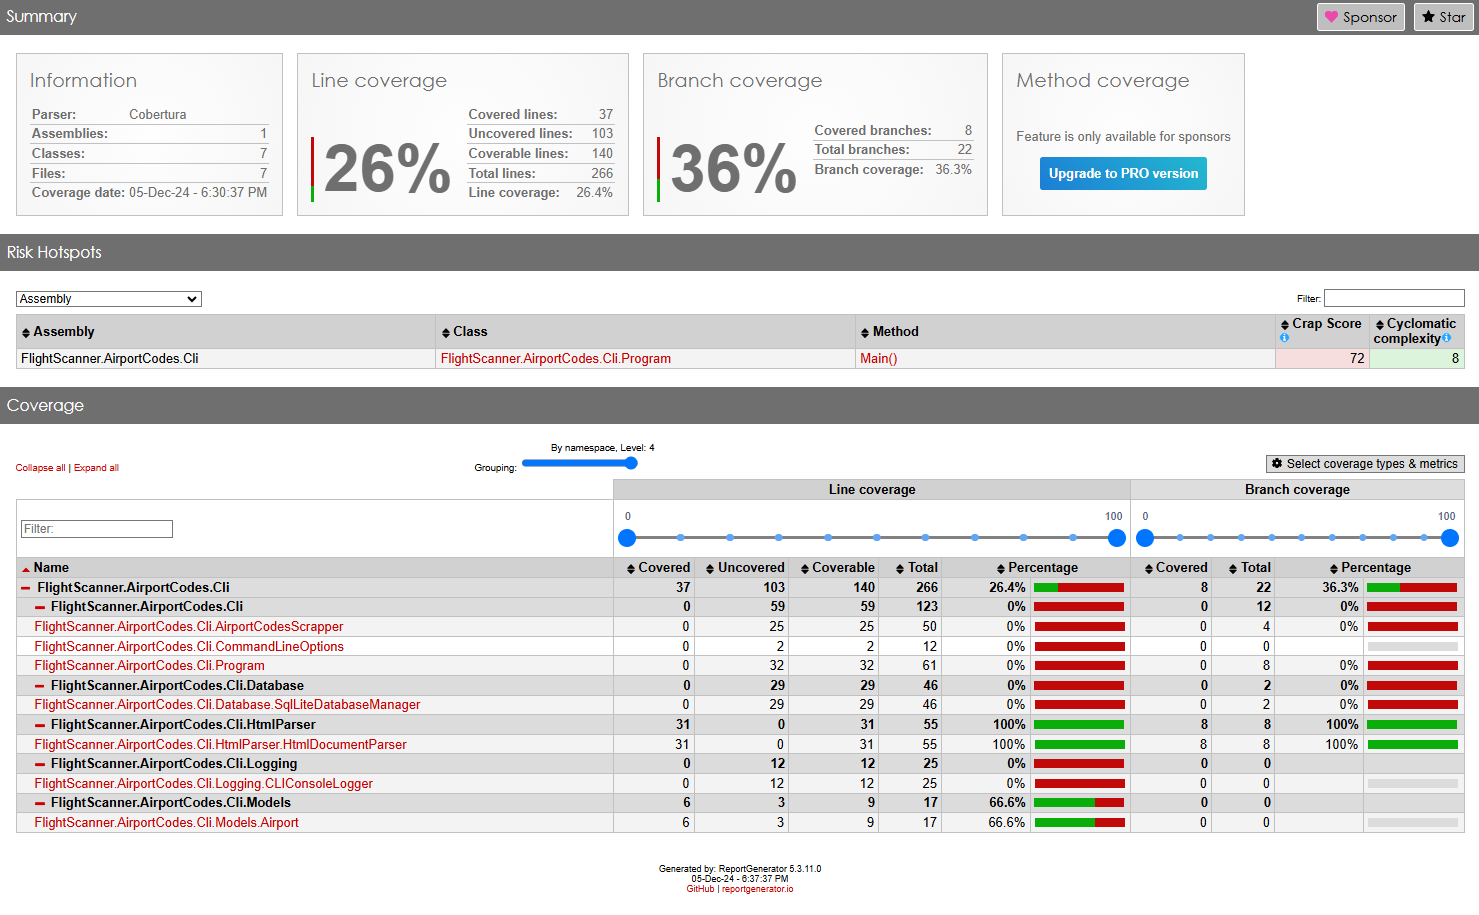 Summary
Sponsor
Star
Information
Parser: Cobertura
Assemblies: 1
Classes: 7
Files: 7
Coverage date: 05-Dec-24 - 6:30:37 PM
Line coverage
26%
Covered lines: 37
Uncovered lines: 103
Coverable lines: 140
Total lines: 266
Line coverage: 26.4%
Branch coverage
36%
Covered branches: 8
Total branches: 22
Branch coverage: 36.3%
Method coverage
Feature is only available for sponsors
Upgrade to PRO version
Risk Hotspots
Assembly
Filter:
Assembly Class Method Crap Score Cyclomatic complexity
FlightScanner.AirportCodes.Cli FlightScanner.AirportCodes.Cli.Program Main() 72 8
Coverage
Collapse all | Expand all
By namespace, Level: 4
Grouping:
Select coverage types & metrics
Line coverage Branch coverage
Filter:
0 100 0 100
Name Covered Uncovered Coverable Total Percentage Covered Total Percentage
FlightScanner.AirportCodes.Cli 37 103 140 266 26.4% 8 22 36.3%
FlightScanner.AirportCodes.Cli 0 59 59 123 0% 0 12 0%
FlightScanner.AirportCodes.Cli.AirportCodesScrapper 0 25 25 50 0% 0 4 0%
FlightScanner.AirportCodes.Cli.CommandLineOptions 0 2 2 12 0% 0 0
FlightScanner.AirportCodes.Cli.Program 0 32 32 61 0% 0 8 0%
FlightScanner.AirportCodes.Cli.Database 0 29 29 46 0% 0 2 0%
FlightScanner.AirportCodes.Cli.Database.SqlLiteDatabaseManager 0 29 29 46 0% 0 2 0%
FlightScanner.AirportCodes.Cli.HtmlParser 31 0 31 55 100% 8 8 100%
FlightScanner.AirportCodes.Cli.HtmlParser.HtmlDocumentParser 31 0 31 55 100% 8 8 100%
FlightScanner.AirportCodes.Cli.Logging 0 12 12 25 0% 0 0
FlightScanner.AirportCodes.Cli.Logging.CLIConsoleLogger 0 12 12 25 0% 0 0
FlightScanner.AirportCodes.Cli.Models 6 3 9 17 66.6% 0 0
FlightScanner.AirportCodes.Cli.Models.Airport 6 3 9 17 66.6% 0 0
Generated by: ReportGenerator 5.3.11.0
05-Dec-24 - 6:37:37 PM
GitHub | reportgenerator.io